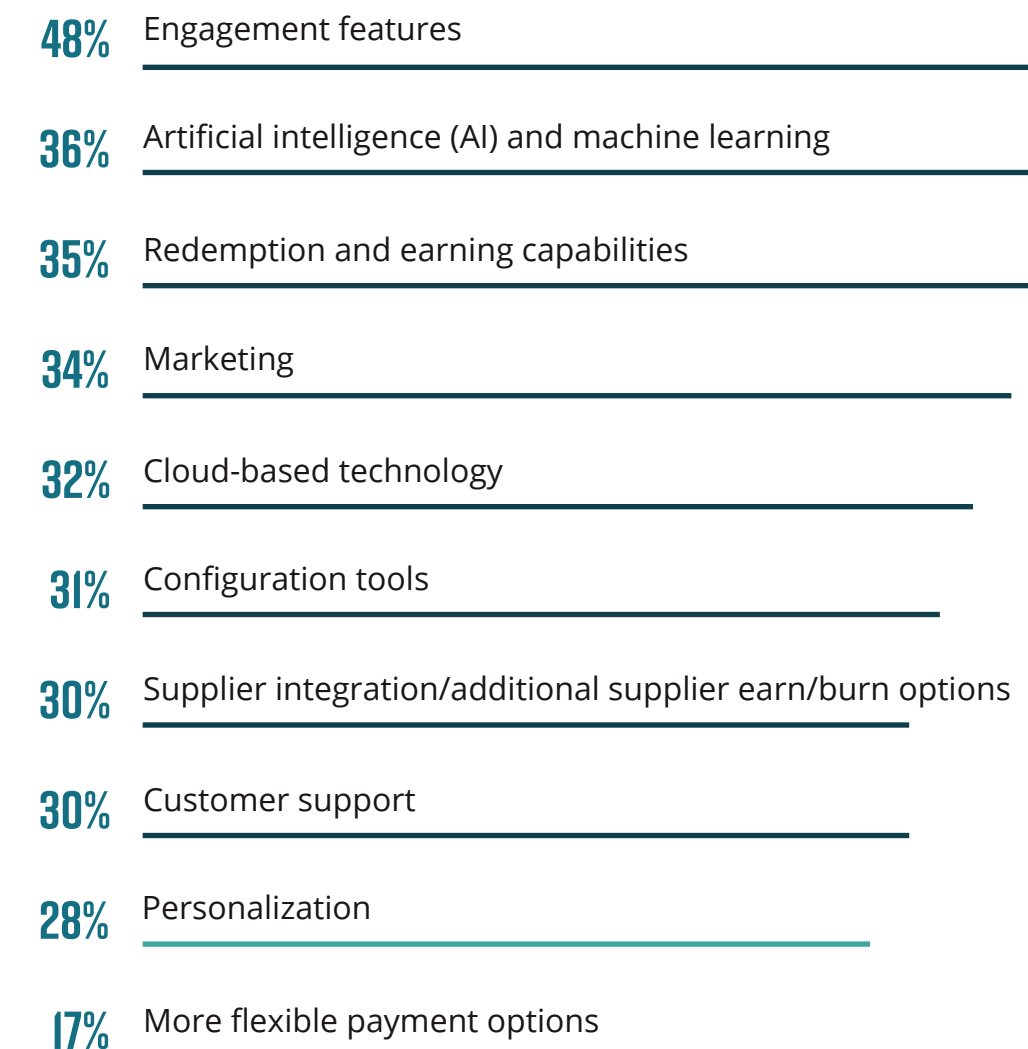 48% Engagement features
36% Artificial intelligence (AI) and machine learning
35% Redemption and earning capabilities
34% Marketing
32% Cloud-based technology
31% Configuration tools
30% Supplier integration/additional supplier earn/burn options
30% Customer support
28% Personalization
17% More flexible payment options